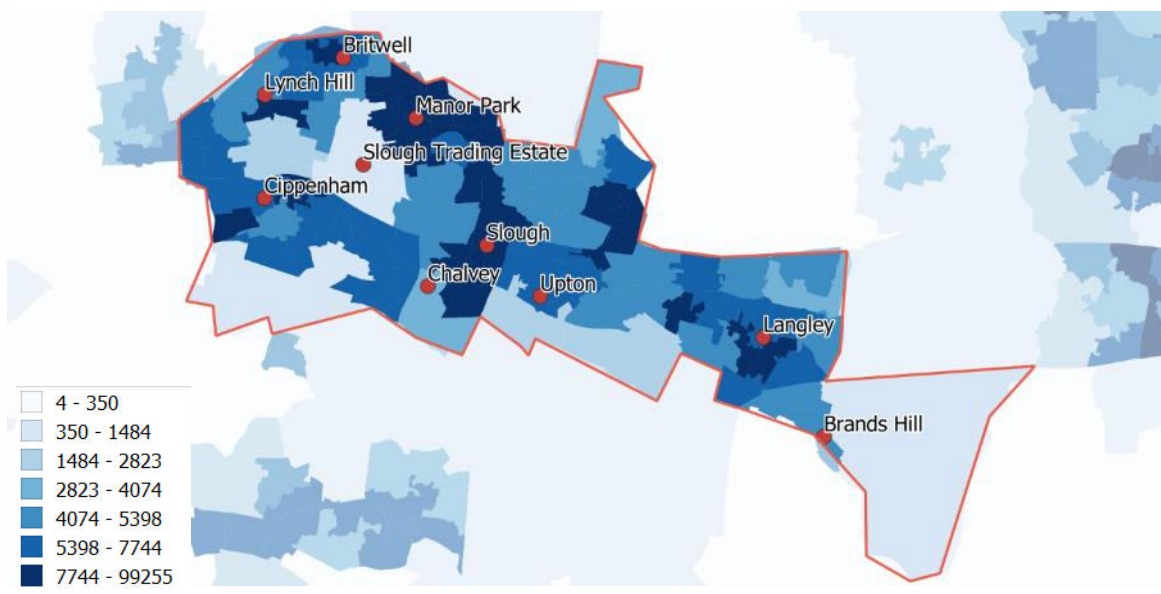 Britwell
Lynch Hill
Manor Park
Slough Trading Estate
Cippenham
Slough
Chalvey
Upton
Langley
Brands Hill
4 - 350
350 - 1484
1484 - 2823
2823 - 4074
4074 - 5398
5398 - 7744
7744 - 99255